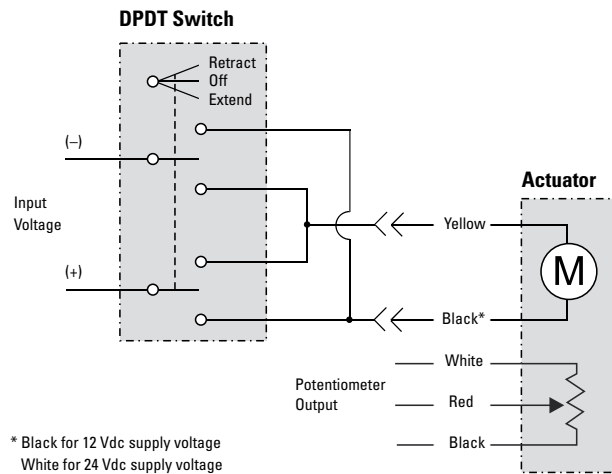 DPDT Switch
Retract
Off
Extend
(–)
Input
Voltage
(+)
Actuator
Yellow
M
Black*
White
Potentiometer
Output
Red
Black
* Black for 12 Vdc supply voltage
White for 24 Vdc supply voltage